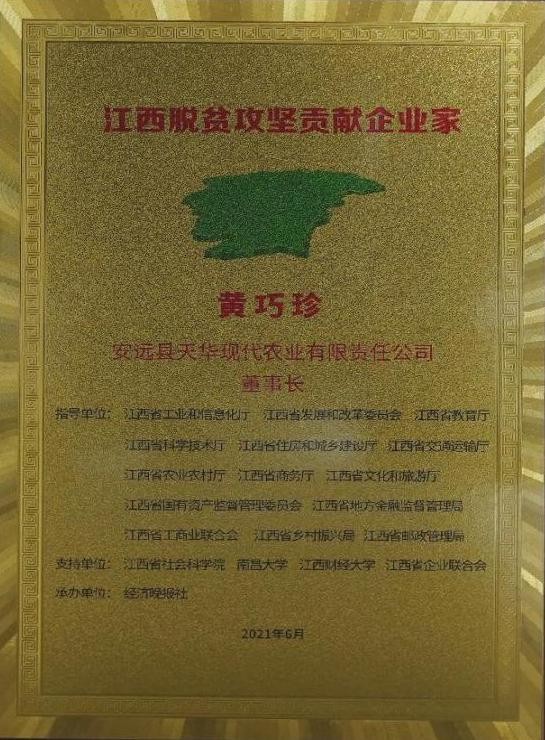 江西脱贫攻坚贡献企业家
黄巧珍
安远县天华现代农业有限责任公司
董事长
指导单位： 江西省工业和信息化厅 江西省发展和改革委员会 江西省教育厅
江西省科学技术厅 江西省住房和城乡建设厅 江西省交通运输厅
江西省农业农村厅 江西省商务厅 江西省文化和旅游厅
江西省国有资产监督管理委员会 江西省地方金融监督管理局
江西省工商业联合会 江西省乡村振兴局 江西省邮政管理局
支持单位： 江西省社会科学院 南昌大学 江西财经大学 江西省企业联合会
承办单位： 经济晚报社
2021年6月